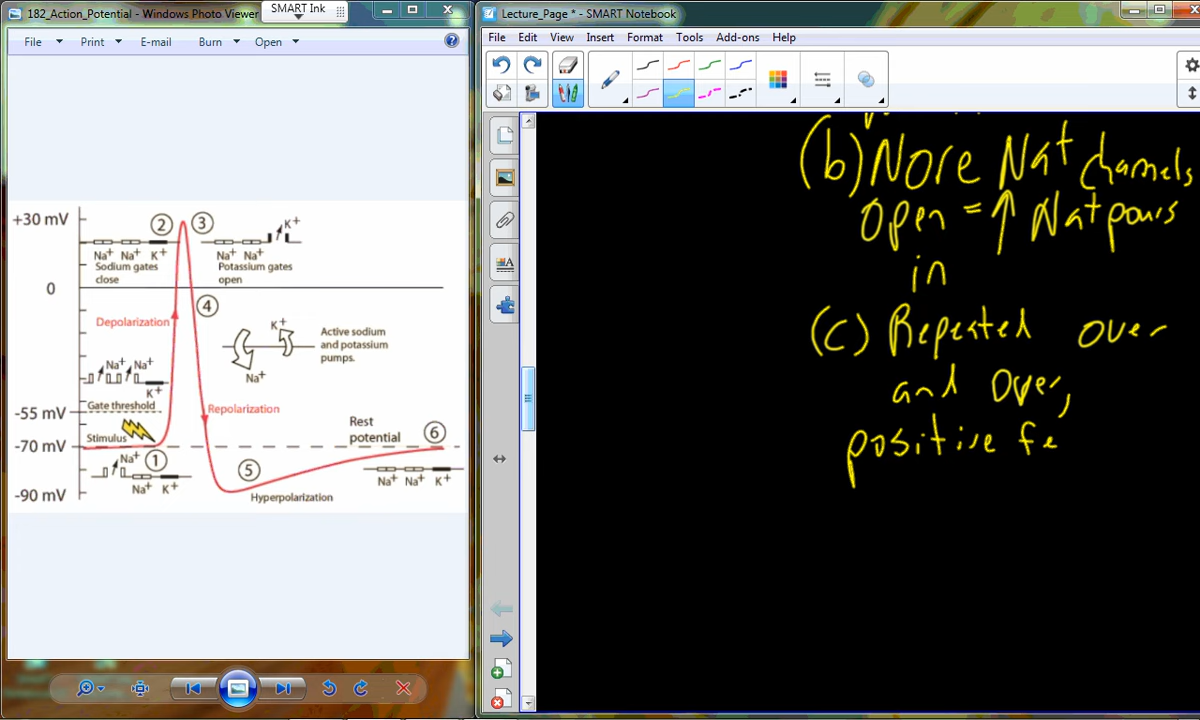 182_Action_Potential - Windows Photo Viewer
SMART Ink
File Print E-mail Burn Open
+30 mV
0
-55 mV
-70 mV
-90 mV
2
3
K+
Na+ Na+ K+
Sodium gates
close
Na+ Na+
Potassium gates
open
4
Depolarization
K+
Na+
Active sodium
and potassium
pumps.
Na+ Na+
K+
Gate threshold
Repolarization
Stimulus
Rest
potential
6
1
Na+
Na+ K+
5
Hyperpolarization
Na+ Na+ K+
Lecture_Page * - SMART Notebook
File Edit View Insert Format Tools Add-ons Help
(b) More Na+ channels
Open = ↑ Na+ pours
in
(c) Repeated over
and over,
positive fe